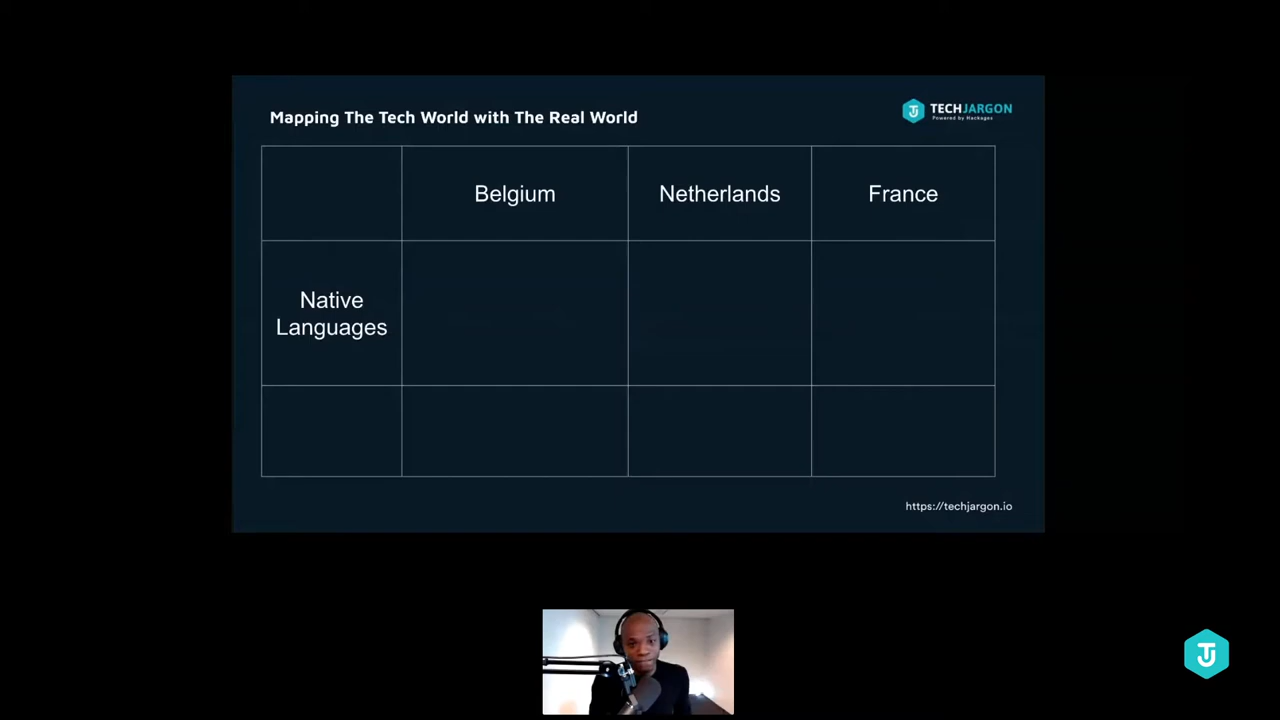 Mapping The Tech World with The Real World
TECHJARGON
Powered by Hackages
Belgium
Netherlands
France
Native
Languages
https://techjargon.io